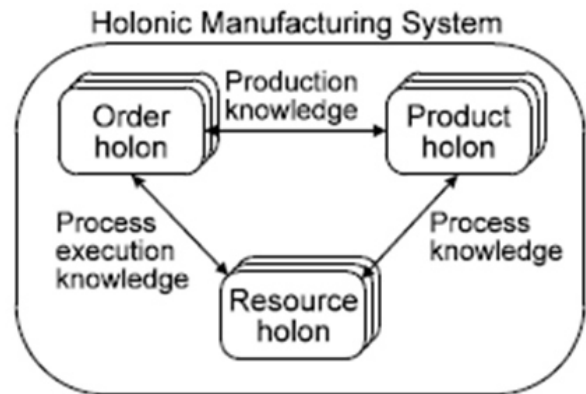 Holonic Manufacturing System
Production
knowledge
Order
holon
Product
holon
Process
execution
knowledge
Process
knowledge
Resource
holon